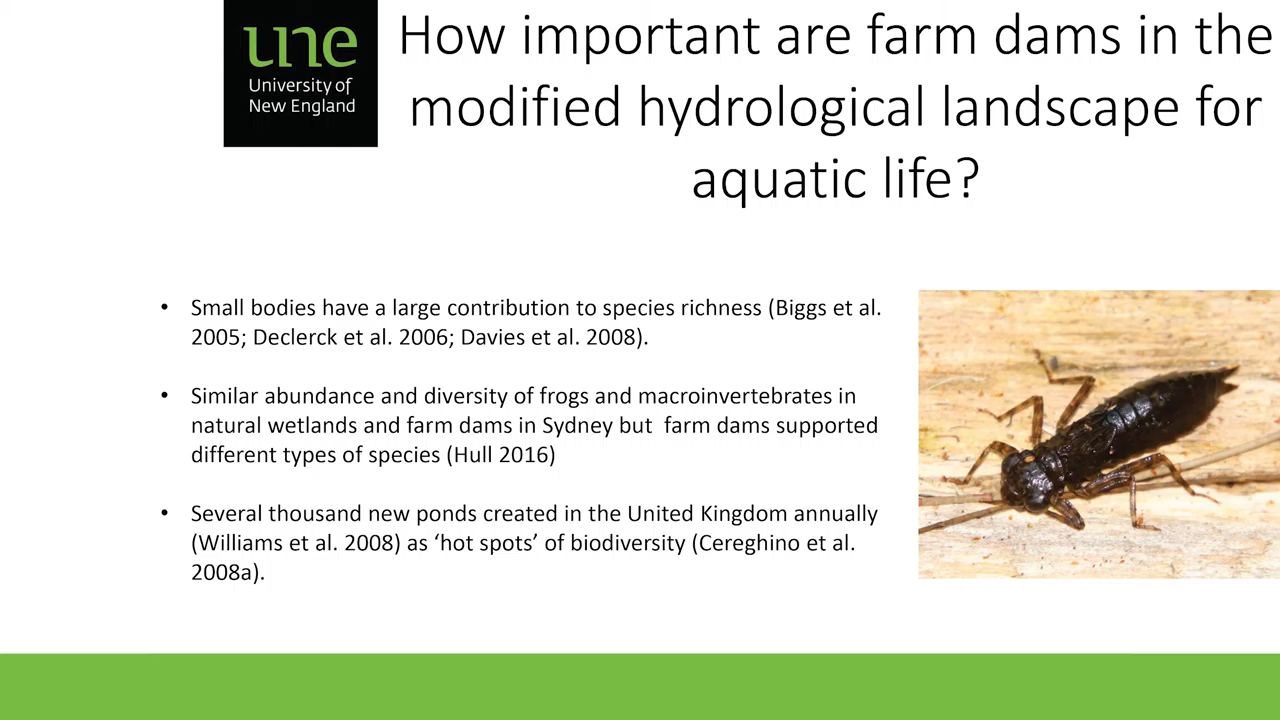 une
University of
New England
How important are farm dams in the
modified hydrological landscape for
aquatic life?
• Small bodies have a large contribution to species richness (Biggs et al.
2005; Declerck et al. 2006; Davies et al. 2008).
• Similar abundance and diversity of frogs and macroinvertebrates in
natural wetlands and farm dams in Sydney but  farm dams supported
different types of species (Hull 2016)
• Several thousand new ponds created in the United Kingdom annually
(Williams et al. 2008) as ‘hot spots’ of biodiversity (Cereghino et al.
2008a).